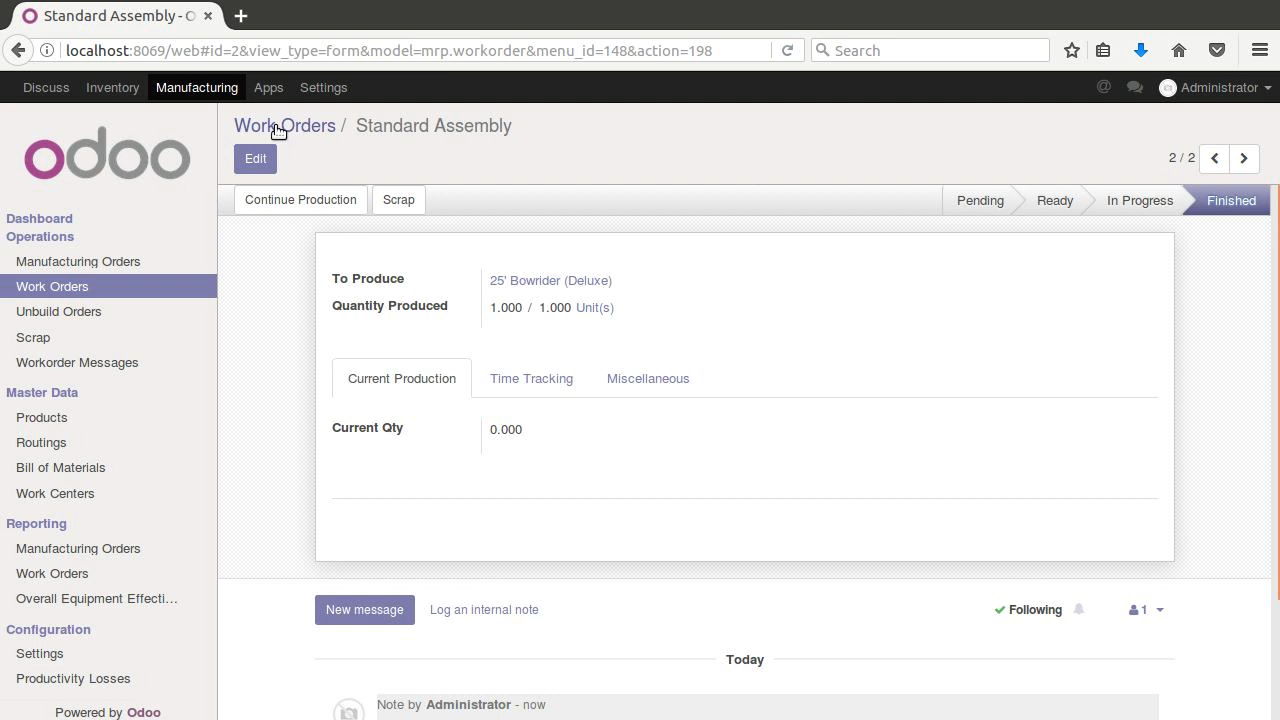 Standard Assembly - O
localhost:8069/web#id=2&view_type=form&model=mrp.workorder&menu_id=148&action=198
Search
Discuss Inventory Manufacturing Apps Settings
@ Administrator
odoo
Work Orders / Standard Assembly
Edit
2 / 2
Continue Production Scrap
Pending Ready In Progress Finished
Dashboard
Operations
Manufacturing Orders
Work Orders
Unbuild Orders
Scrap
Workorder Messages
Master Data
Products
Routings
Bill of Materials
Work Centers
Reporting
Manufacturing Orders
Work Orders
Overall Equipment Effecti...
Configuration
Settings
Productivity Losses
Powered by Odoo
To Produce 25' Bowrider (Deluxe)
Quantity Produced 1.000 / 1.000 Unit(s)
Current Production Time Tracking Miscellaneous
Current Qty 0.000
New message Log an internal note
Following 1
Today
Note by Administrator - now